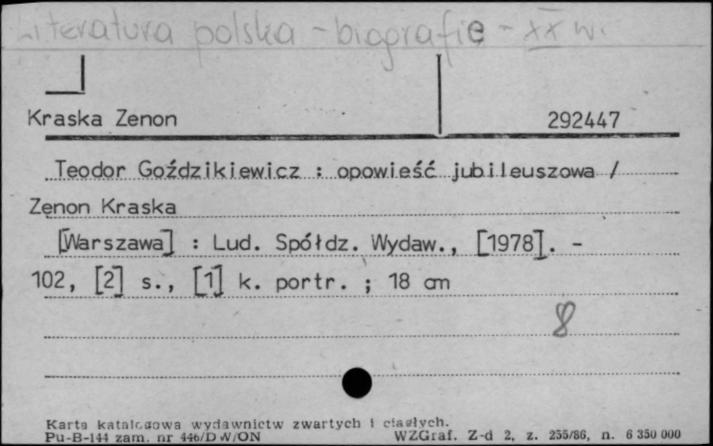 Literatura polska - biografie - XX w.
Kraska Zenon 292447
Teodor Goździkiewicz : opowieść jubileuszowa /
Zenon Kraska
[Warszawa] : Lud. Spółdz. Wydaw., [1978]. -
102, [2] s., [1] k. portr. ; 18 cm
8
Karta katalogowa wydawnictw zwartych i ciągłych.
Pu-B-144 zam. nr 446/DW/ON WZGraf. Z-d 2, z. 255/86, n. 6 350 000